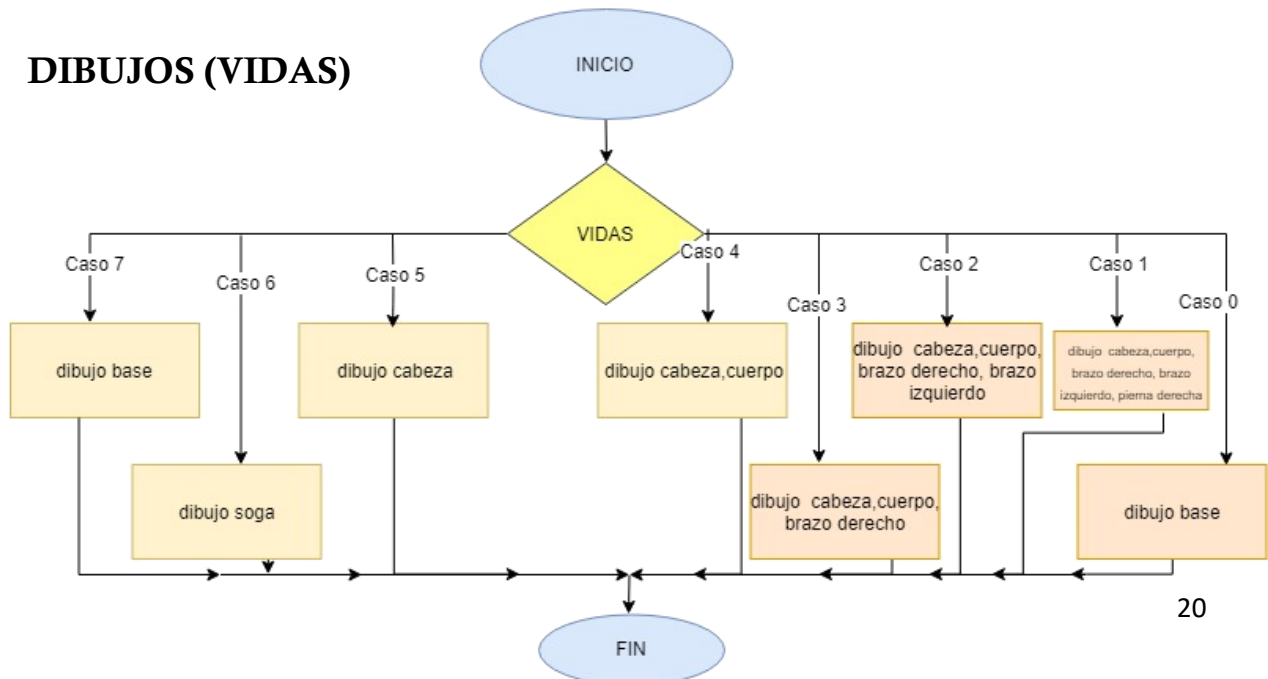 DIBUJOS (VIDAS)
INICIO
VIDAS
Caso 7
Caso 6
Caso 5
Caso 4
Caso 3
Caso 2
Caso 1
Caso 0
dibujo base
dibujo cabeza
dibujo cabeza,cuerpo
dibujo cabeza,cuerpo,
brazo derecho, brazo
izquierdo
dibujo cabeza,cuerpo,
brazo derecho, brazo
izquierdo, pierna derecha
dibujo soga
dibujo cabeza,cuerpo,
brazo derecho
dibujo base
20
FIN